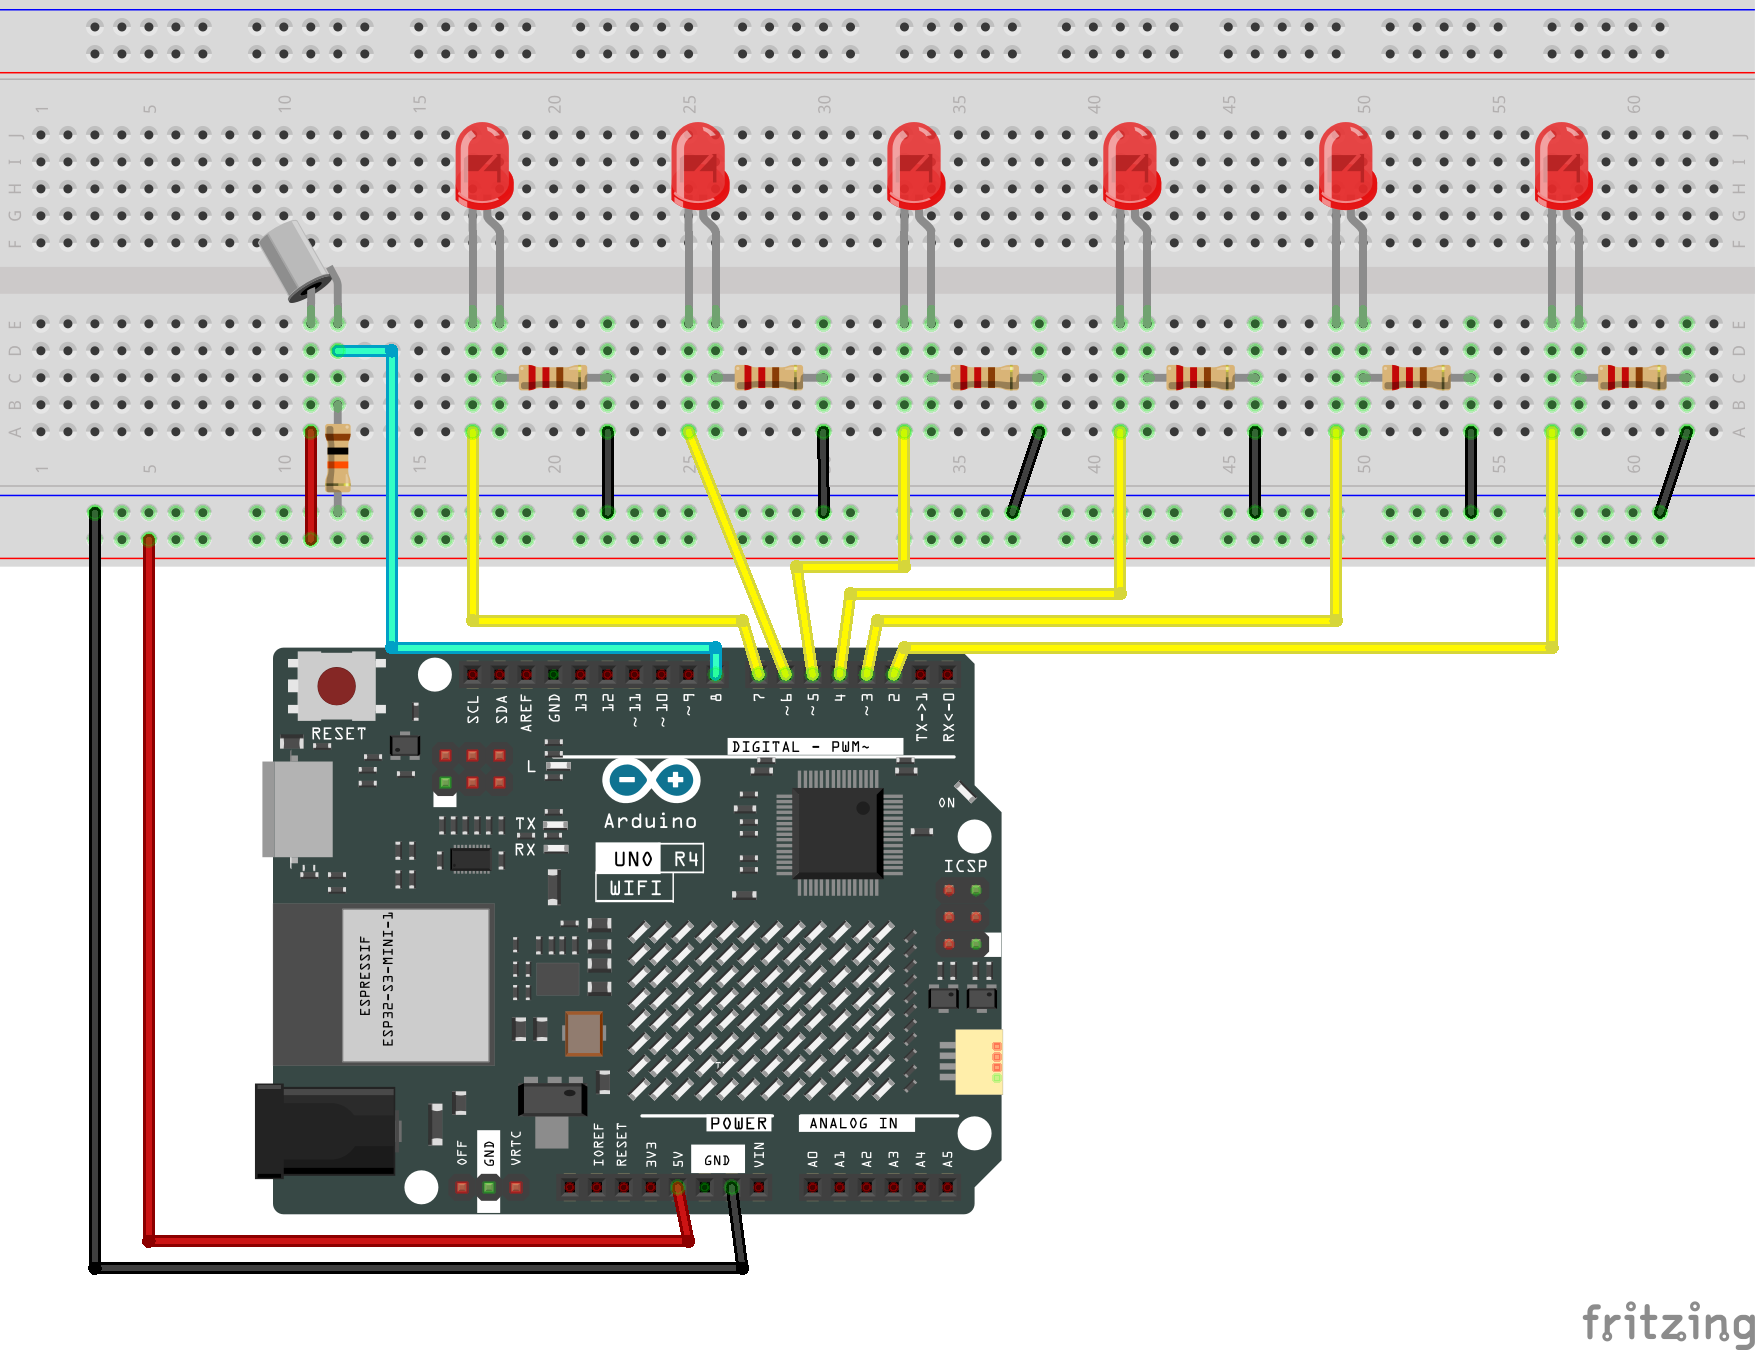 1 5 10 15 20 25 30 35 40 45 50 55 60
J J
I I
H H
G G
F F
E E
D D
C C
B B
A A
1 5 10 15 20 25 30 35 40 45 50 55 60
RESET
SCL SDA AREF GND 13 12 ~11 ~10 ~9 8 7 ~6 ~5 4 ~3 2 TX->1 RX<-0
DIGITAL - PWM~
L
ON
Arduino
TX
RX
UNO R4
WIFI
ICSP
ESPRESSIF
ESP32-S3-MINI-1
POWER
ANALOG IN
OFF GND VRTC IOREF RESET 3V3 5V GND VIN A0 A1 A2 A3 A4 A5
fritzing